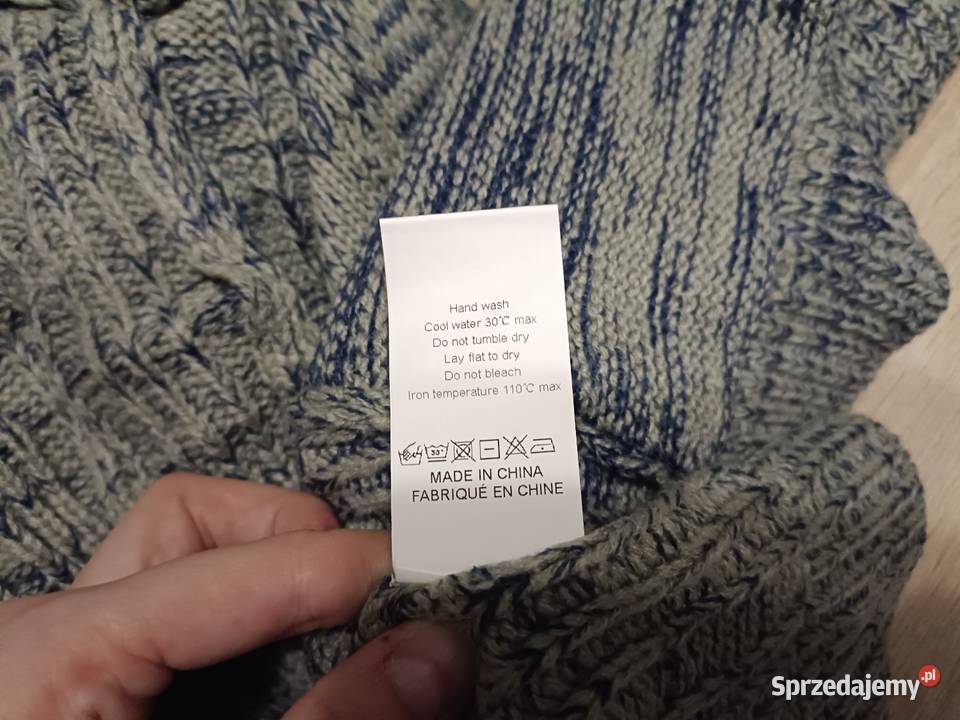 Hand wash
Cool water 30℃ max
Do not tumble dry
Lay flat to dry
Do not bleach
Iron temperature 110℃ max
30°
MADE IN CHINA
FABRIQUÉ EN CHINE
Sprzedajemy.pl